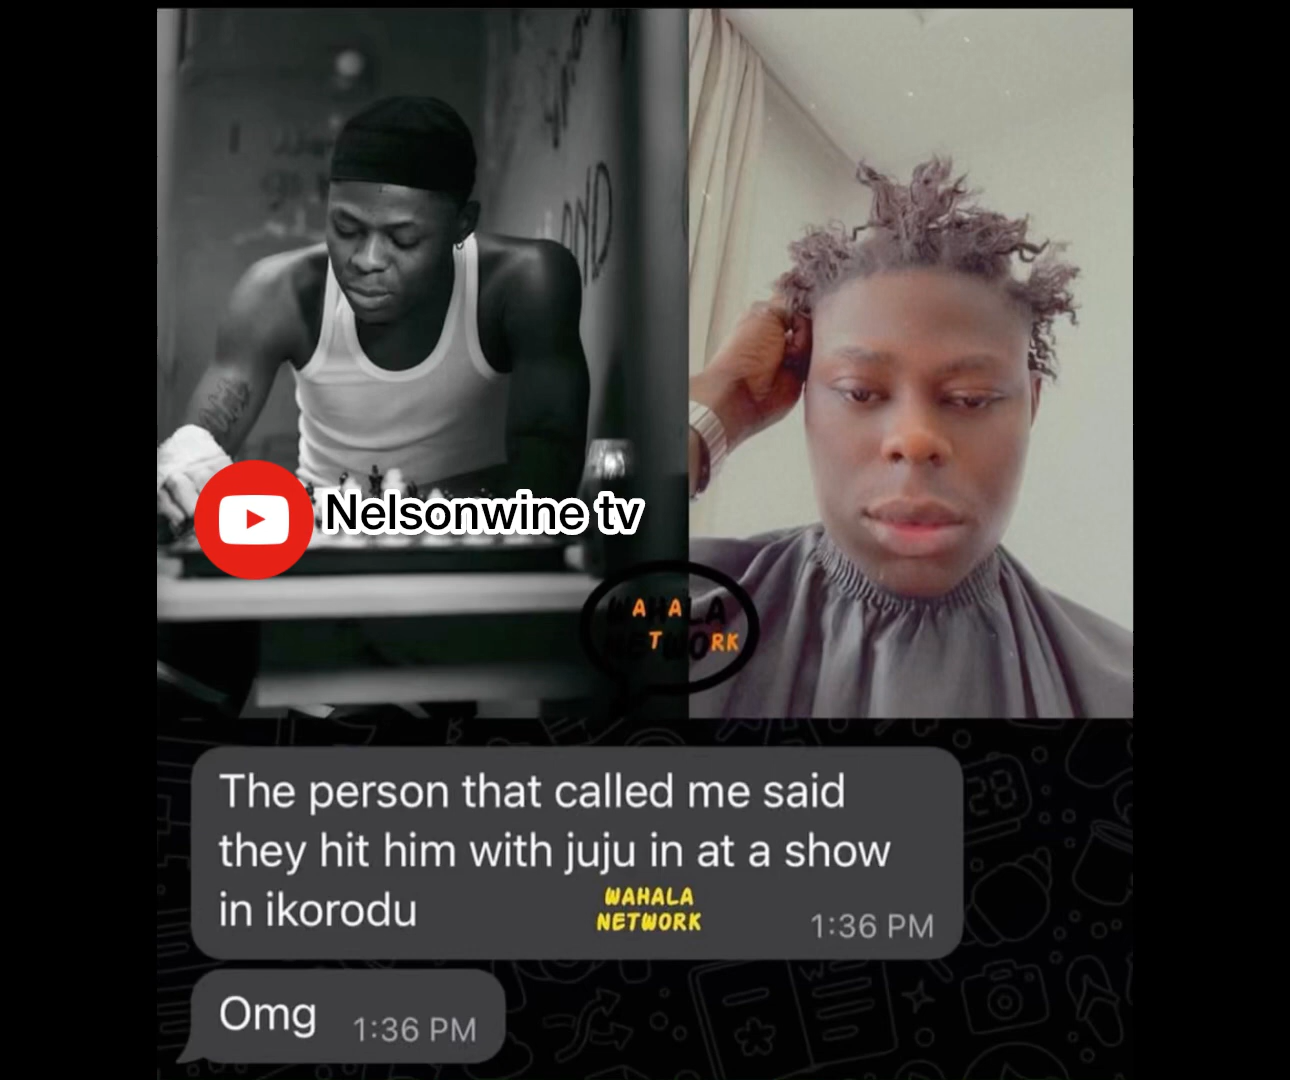 AND
Nelsonwine tv
WAHALA
NETWORK
The person that called me said
they hit him with juju in at a show
in ikorodu
WAHALA
NETWORK
1:36 PM
Omg
1:36 PM